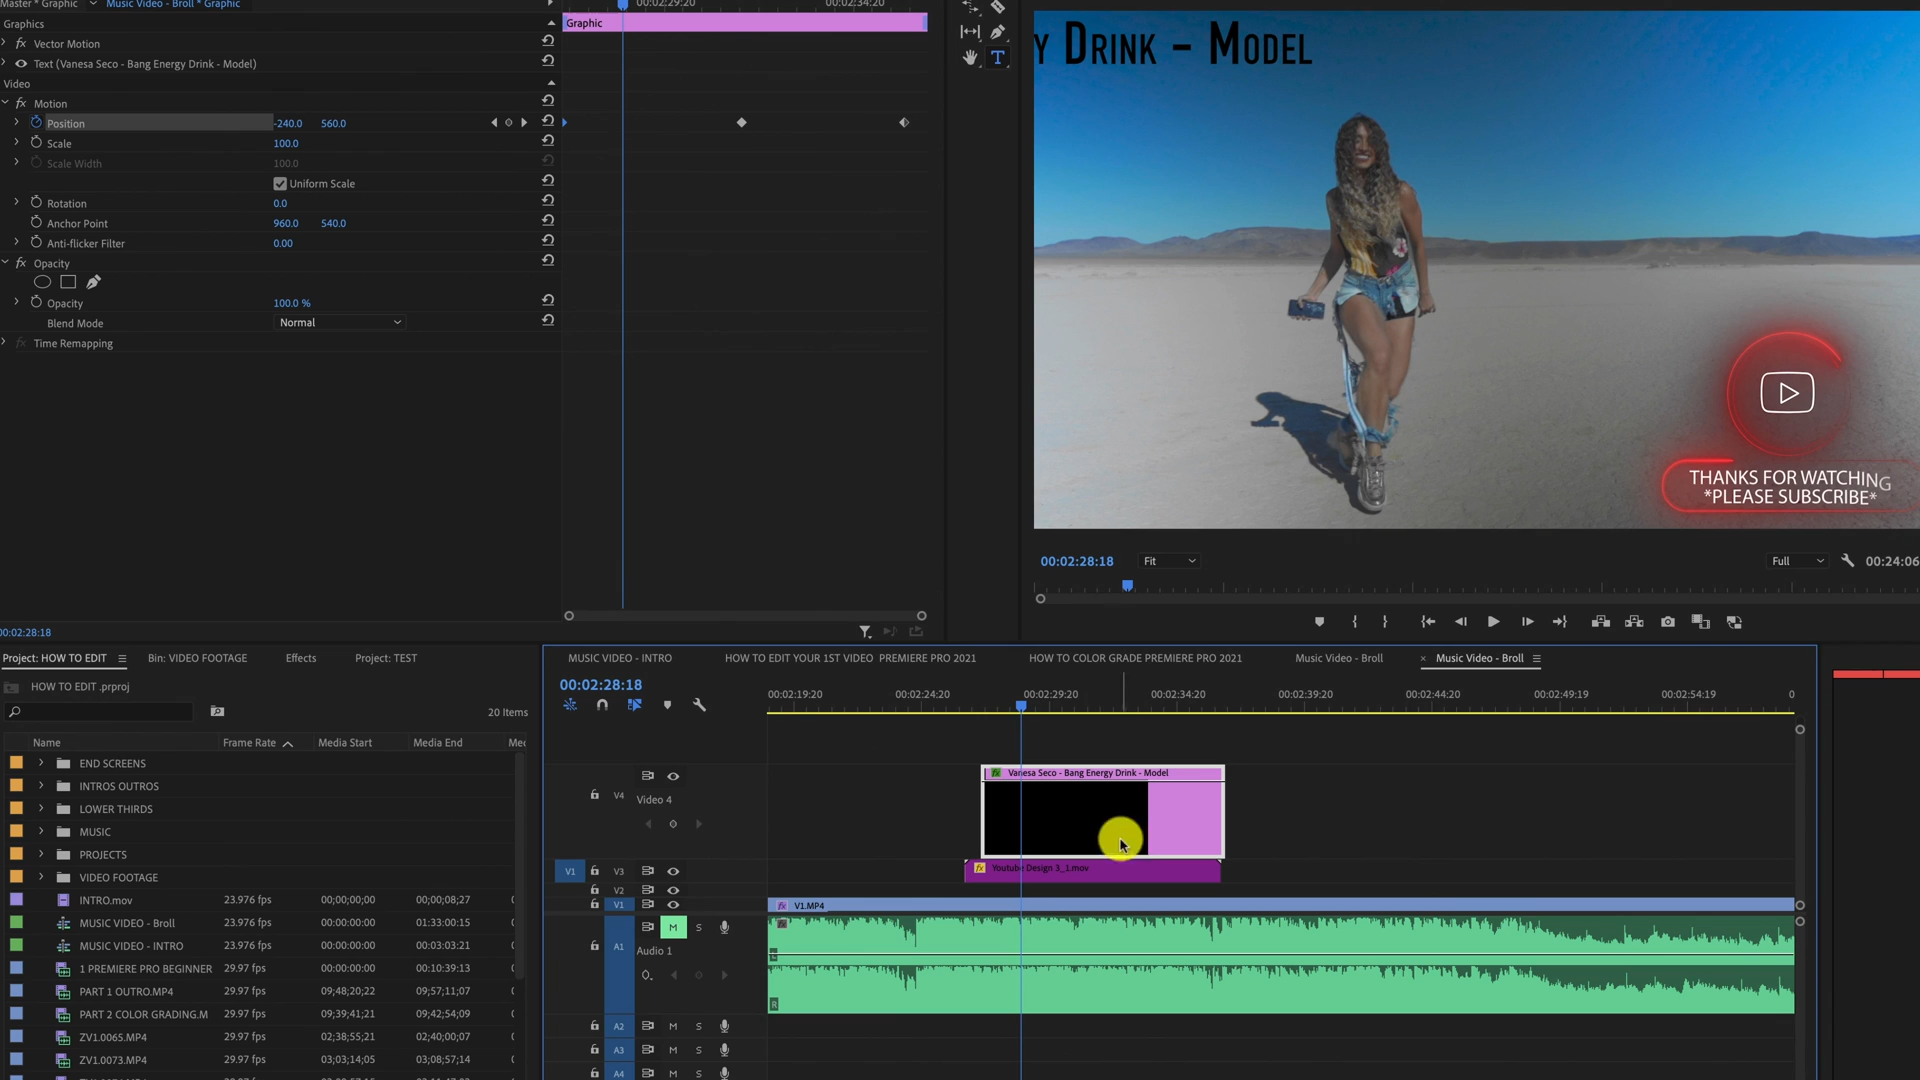 Master * Graphic Music Video - Broll * Graphic
00:02:29:20 00:02:34:20
Graphics
Graphic
fx Vector Motion
Text (Vanesa Seco - Bang Energy Drink - Model)
Video
fx Motion
Position -240.0 560.0
Scale 100.0
Scale Width 100.0
Uniform Scale
Rotation 0.0
Anchor Point 960.0 540.0
Anti-flicker Filter 0.00
fx Opacity
Opacity 100.0 %
Blend Mode Normal
fx Time Remapping
00:02:28:18
T
Y DRINK – MODEL
THANKS FOR WATCHING
*PLEASE SUBSCRIBE*
00:02:28:18 Fit Full 00:24:06
Project: HOW TO EDIT Bin: VIDEO FOOTAGE Effects Project: TEST
HOW TO EDIT .prproj
20 Items
Name Frame Rate Media Start Media End Me
END SCREENS
INTROS OUTROS
LOWER THIRDS
MUSIC
PROJECTS
VIDEO FOOTAGE
INTRO.mov 23.976 fps 00;00;00;00 00;00;08;27
MUSIC VIDEO - Broll 23.976 fps 00:00:00:00 01:33:00:15
MUSIC VIDEO - INTRO 23.976 fps 00:00:00:00 00:03:03:21
1 PREMIERE PRO BEGINNER 29.97 fps 00:00:00:00 00:10:39:13
PART 1 OUTRO.MP4 29.97 fps 09;48;20;22 09;57;11;07
PART 2 COLOR GRADING.M 29.97 fps 09;39;41;21 09;42;54;09
ZV1.0065.MP4 29.97 fps 02;38;55;21 02;40;00;07
ZV1.0073.MP4 29.97 fps 03;03;14;05 03;08;57;14
MUSIC VIDEO - INTRO HOW TO EDIT YOUR 1ST VIDEO PREMIERE PRO 2021 HOW TO COLOR GRADE PREMIERE PRO 2021 Music Video - Broll × Music Video - Broll
00:02:28:18
00:02:19:20 00:02:24:20 00:02:29:20 00:02:34:20 00:02:39:20 00:02:44:20 00:02:49:19 00:02:54:19 0
fx Vanesa Seco - Bang Energy Drink - Model
V4 Video 4
V1 V3
fx Youtube Design 3_1.mov
V2
V1
V1.MP4
A1 M S
Audio 1
L
R
A2 M S
A3 M S
A4 M S